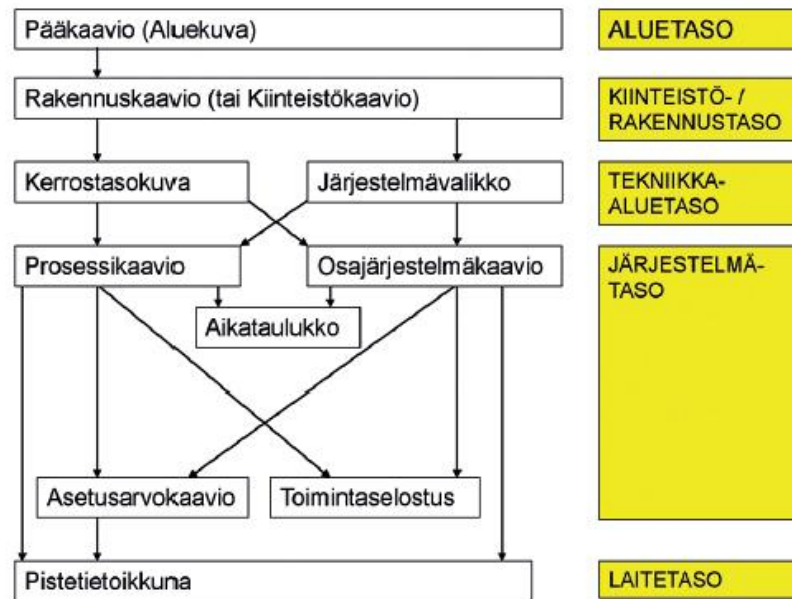 Pääkaavio (Aluekuva)
ALUETASO
Rakennuskaavio (tai Kiinteistökaavio)
KIINTEISTÖ- /
RAKENNUSTASO
Kerrostasokuva
Järjestelmävalikko
TEKNIIKKA-
ALUETASO
Prosessikaavio
Osajärjestelmäkaavio
JÄRJESTELMÄ-
TASO
Aikataulukko
Asetusarvokaavio
Toimintaselostus
Pistetietoikkuna
LAITETASO